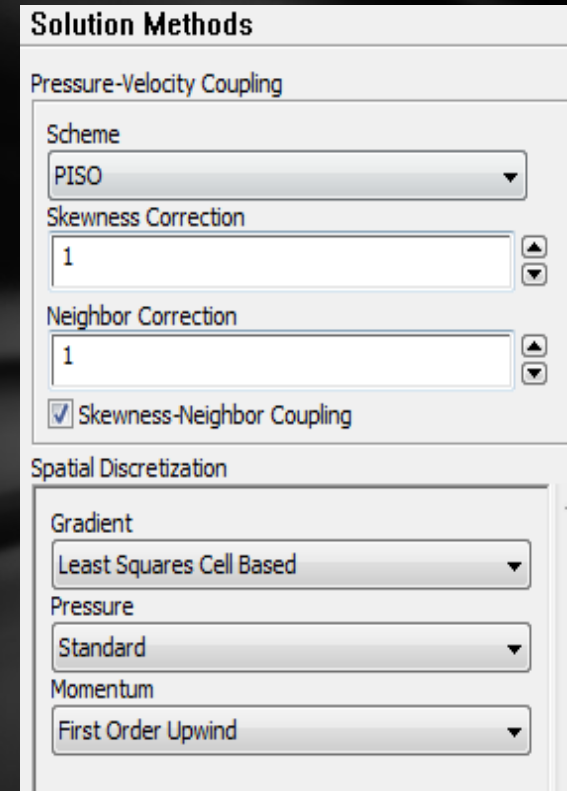 Solution Methods
Pressure-Velocity Coupling
Scheme
PISO
Skewness Correction
1
Neighbor Correction
1
Skewness-Neighbor Coupling
Spatial Discretization
Gradient
Least Squares Cell Based
Pressure
Standard
Momentum
First Order Upwind